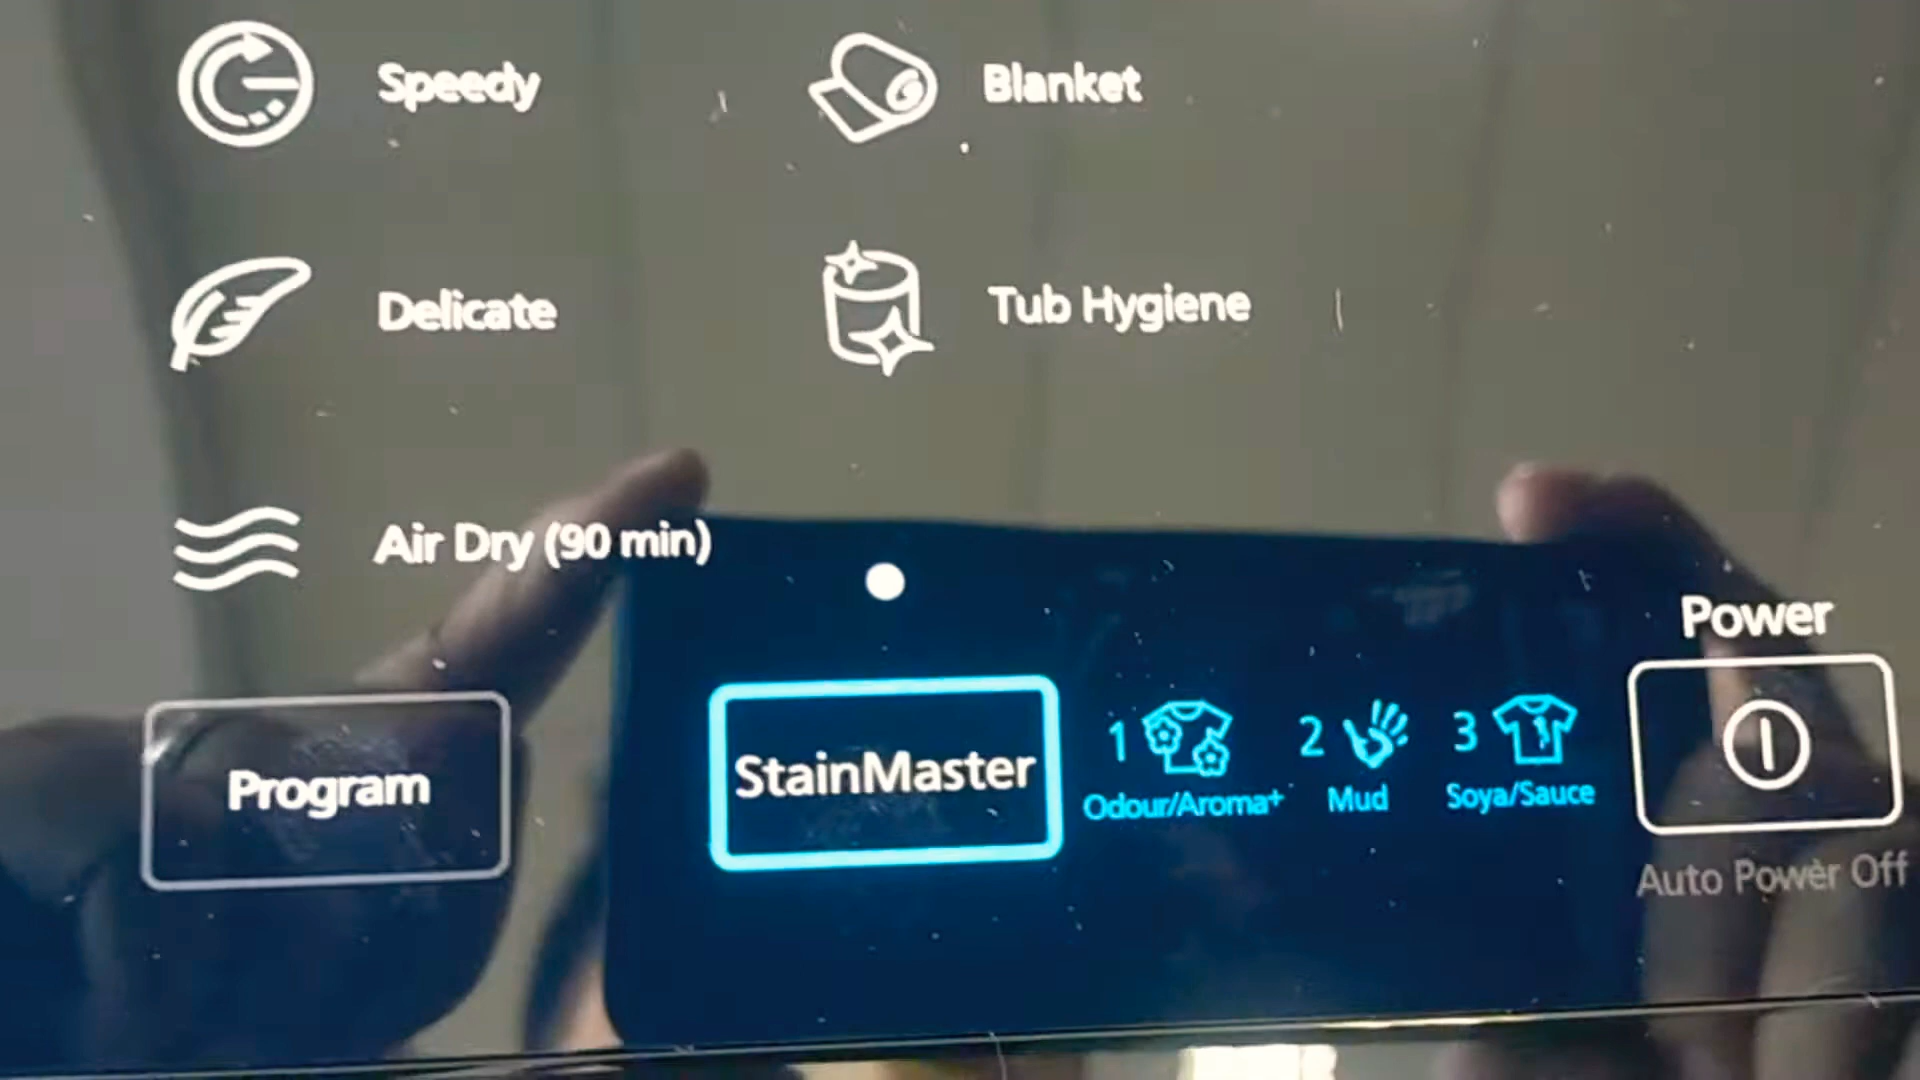 Speedy
Blanket
Delicate
Tub Hygiene
Air Dry (90 min)
Power
Program
StainMaster
1
2
3
Odour/Aroma+
Mud
Soya/Sauce
Auto Power Off